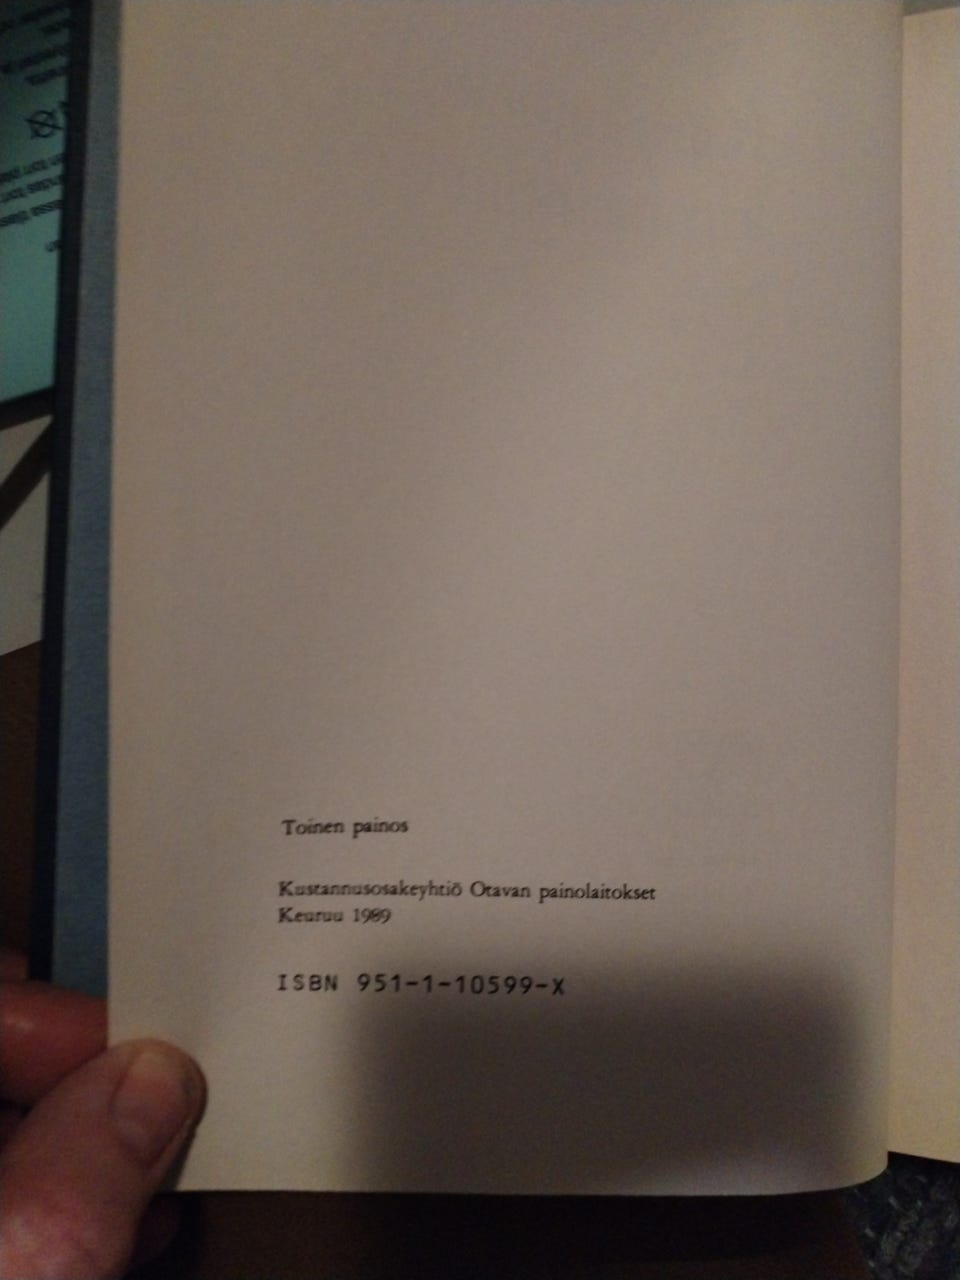 Toinen painos
Kustannusosakeyhtiö Otavan painolaitokset
Keuruu 1989
ISBN 951-1-10599-X